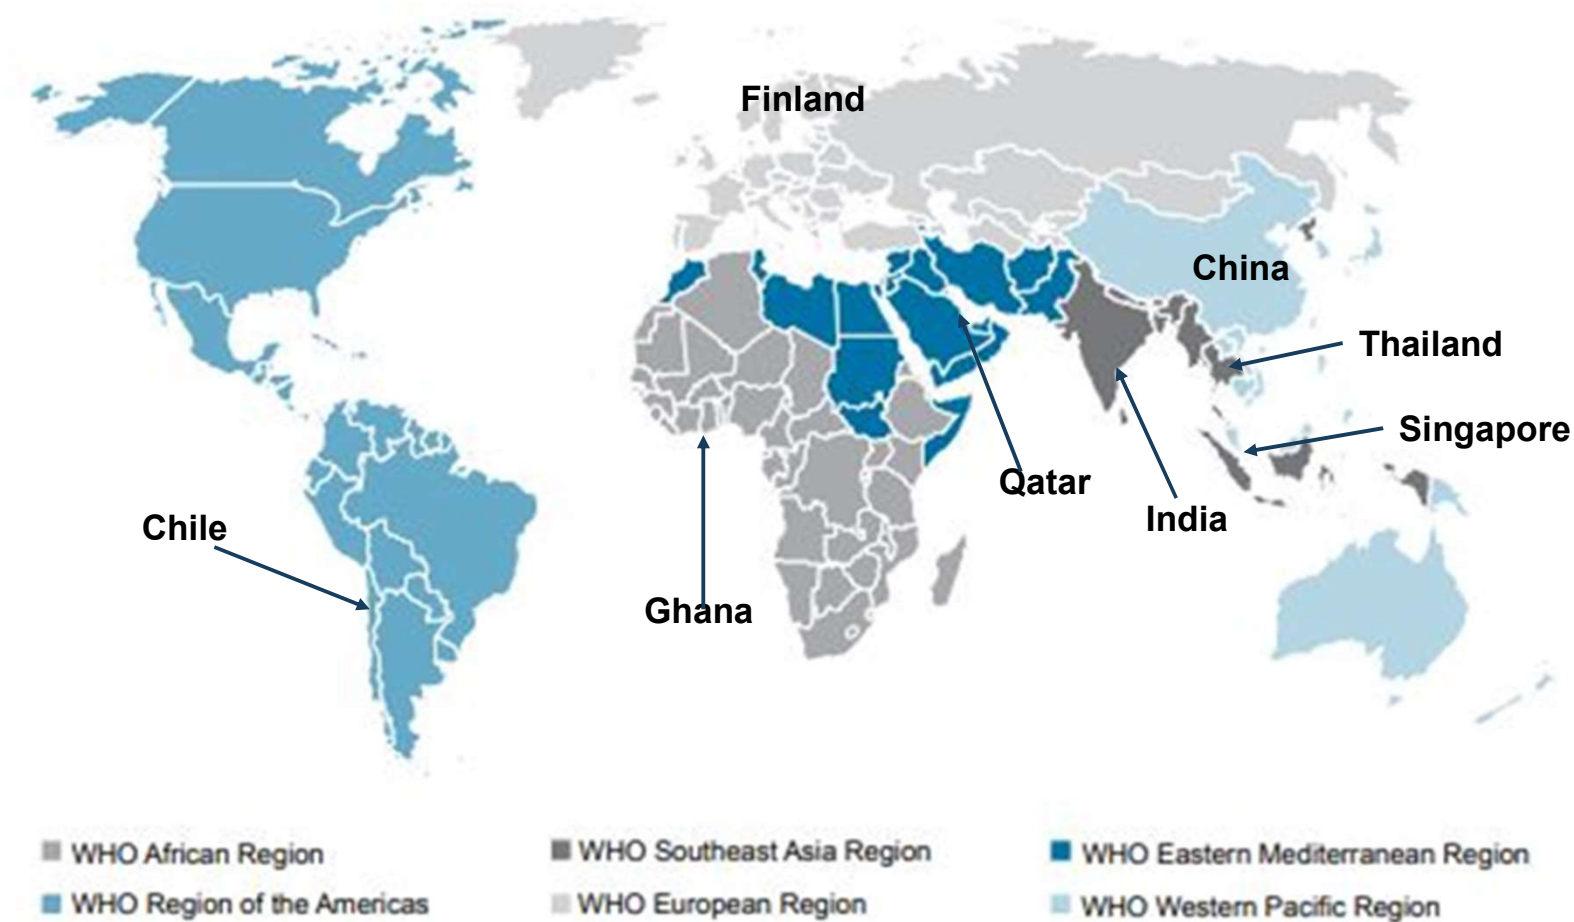 Finland
China
Thailand
Singapore
Qatar
India
Chile
Ghana
WHO African Region
WHO Southeast Asia Region
WHO Eastern Mediterranean Region
WHO Region of the Americas
WHO European Region
WHO Western Pacific Region